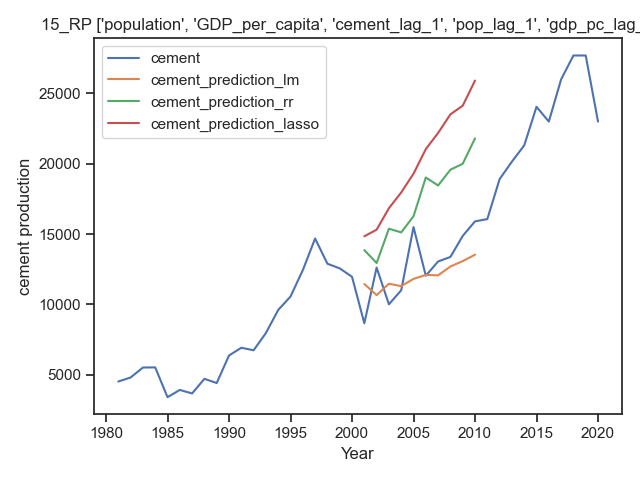 15_RP ['population', 'GDP_per_capita', 'cement_lag_1', 'pop_lag_1', 'gdp_pc_lag_
cement
cement_prediction_lm
cement_prediction_rr
cement_prediction_lasso
25000
20000
15000
10000
5000
cement production
1980 1985 1990 1995 2000 2005 2010 2015 2020
Year